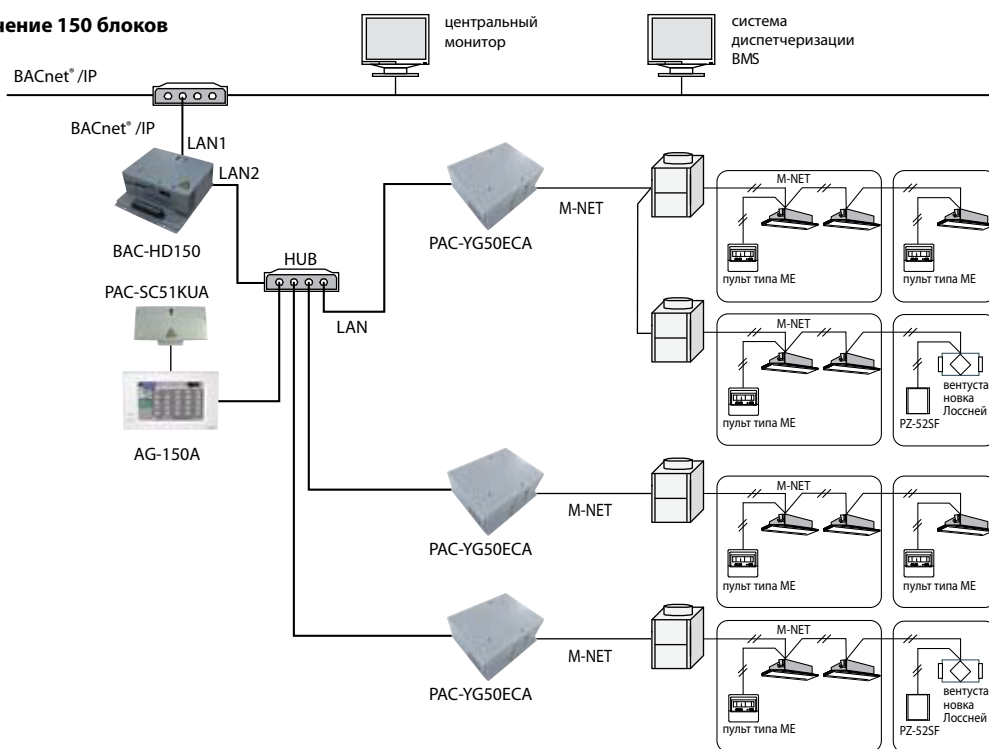 чение 150 блоков
центральный
монитор
система
диспетчеризации
BMS
BACnet® /IP
BACnet® /IP
LAN1
LAN2
BAC-HD150
HUB
LAN
PAC-SC51KUA
AG-150A
PAC-YG50ECA
M-NET
M-NET
пульт типа ME
пульт типа ME
M-NET
пульт типа ME
PZ-52SF
вентуста
новка
Лоссней
PAC-YG50ECA
M-NET
M-NET
пульт типа ME
пульт типа ME
PAC-YG50ECA
M-NET
M-NET
пульт типа ME
PZ-52SF
вентуста
новка
Лоссней